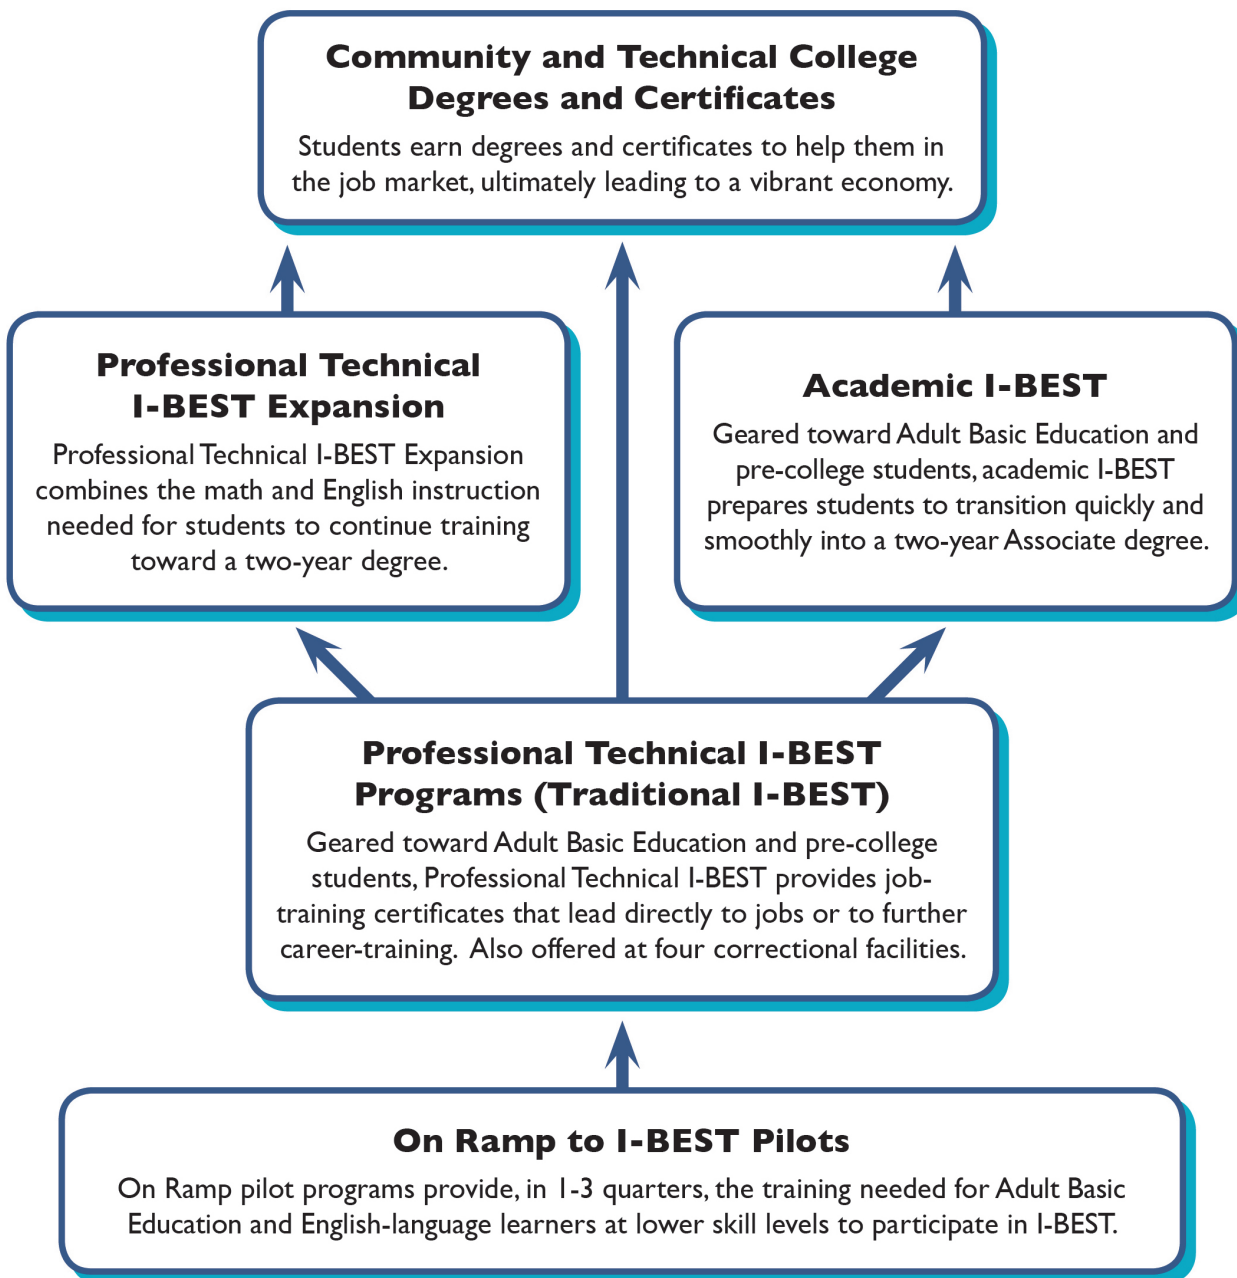 Community and Technical College
Degrees and Certificates
Students earn degrees and certificates to help them in
the job market, ultimately leading to a vibrant economy.
Professional Technical
I-BEST Expansion
Professional Technical I-BEST Expansion
combines the math and English instruction
needed for students to continue training
toward a two-year degree.
Academic I-BEST
Geared toward Adult Basic Education and
pre-college students, academic I-BEST
prepares students to transition quickly and
smoothly into a two-year Associate degree.
Professional Technical I-BEST
Programs (Traditional I-BEST)
Geared toward Adult Basic Education and pre-college
students, Professional Technical I-BEST provides job-
training certificates that lead directly to jobs or to further
career-training.  Also offered at four correctional facilities.
On Ramp to I-BEST Pilots
On Ramp pilot programs provide, in 1-3 quarters, the training needed for Adult Basic
Education and English-language learners at lower skill levels to participate in I-BEST.